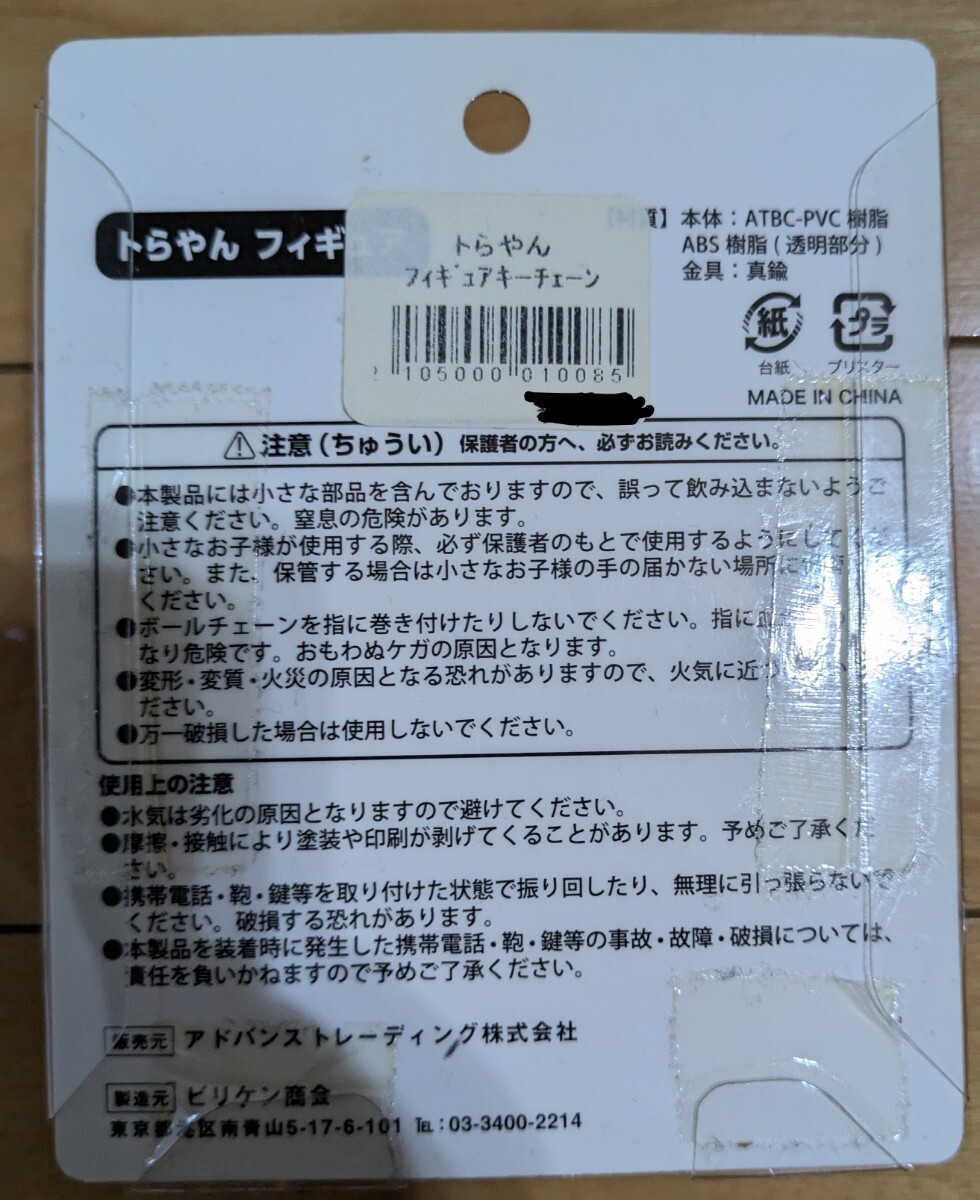 トらやん フィギ
トらやん
フィギュアキーチェーン
105000 010085
質】本体：ATBC-PVC 樹脂
ABS 樹脂 ( 透明部分 )
金具：真鍮
紙 プラ
台紙 ブリスター
MADE IN CHINA
注意（ちゅうい）保護者の方へ、必ずお読みください。
●本製品には小さな部品を含んでおりますので、誤って飲み込まないようご
注意ください。窒息の危険があります。
●小さなお子様が使用する際、必ず保護者のもとで使用するようにしてくだ
さい。また、保管する場合は小さなお子様の手の届かない場所に
ください。
●ボールチェーンを指に巻き付けたりしないでください。指に
なり危険です。おもわぬケガの原因となります。
●変形・変質・火災の原因となる恐れがありますので、火気に近づ
ださい。
●万一破損した場合は使用しないでください。
使用上の注意
●水気は劣化の原因となりますので避けてください。
●摩擦・接触により塗装や印刷が剥げてくることがあります。予めご了承くだ
さい。
●携帯電話・鞄・鍵等を取り付けた状態で振り回したり、無理に引っ張らないで
ください。破損する恐れがあります。
●本製品を装着時に発生した携帯電話・鞄・鍵等の事故・故障・破損については、
責任を負いかねますので予めご了承ください。
販売元 アドバンストレーディング株式会社
製造元 ビリケン商会
東京都港区南青山5-17-6-101 TEL：03-3400-2214